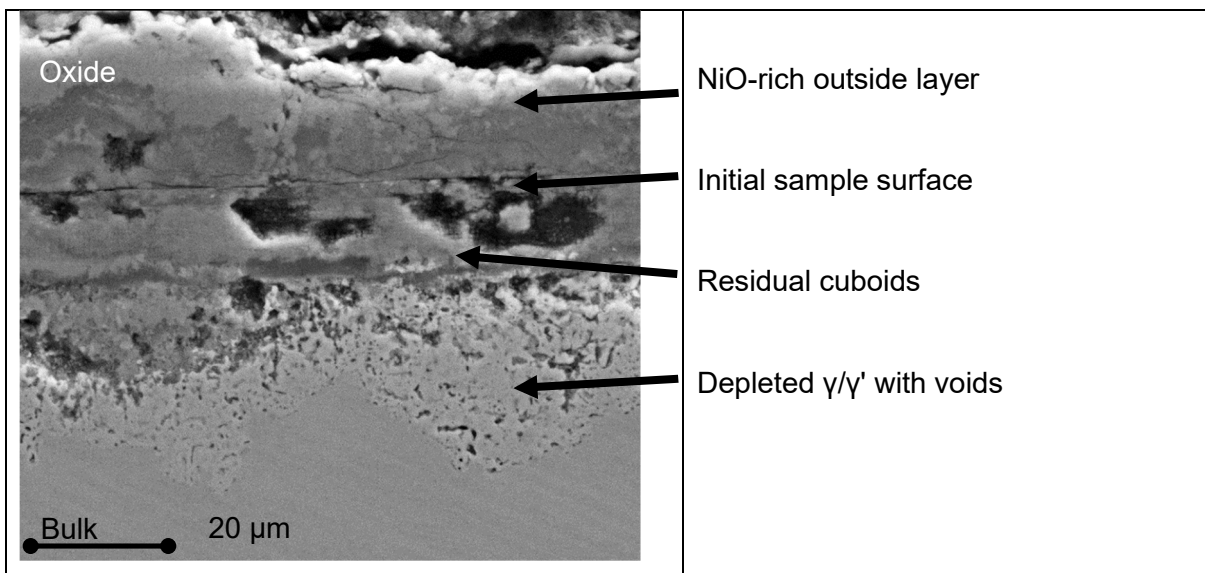 Oxide
NiO-rich outside layer
Initial sample surface
Residual cuboids
Depleted γ/γ' with voids
Bulk
20 µm